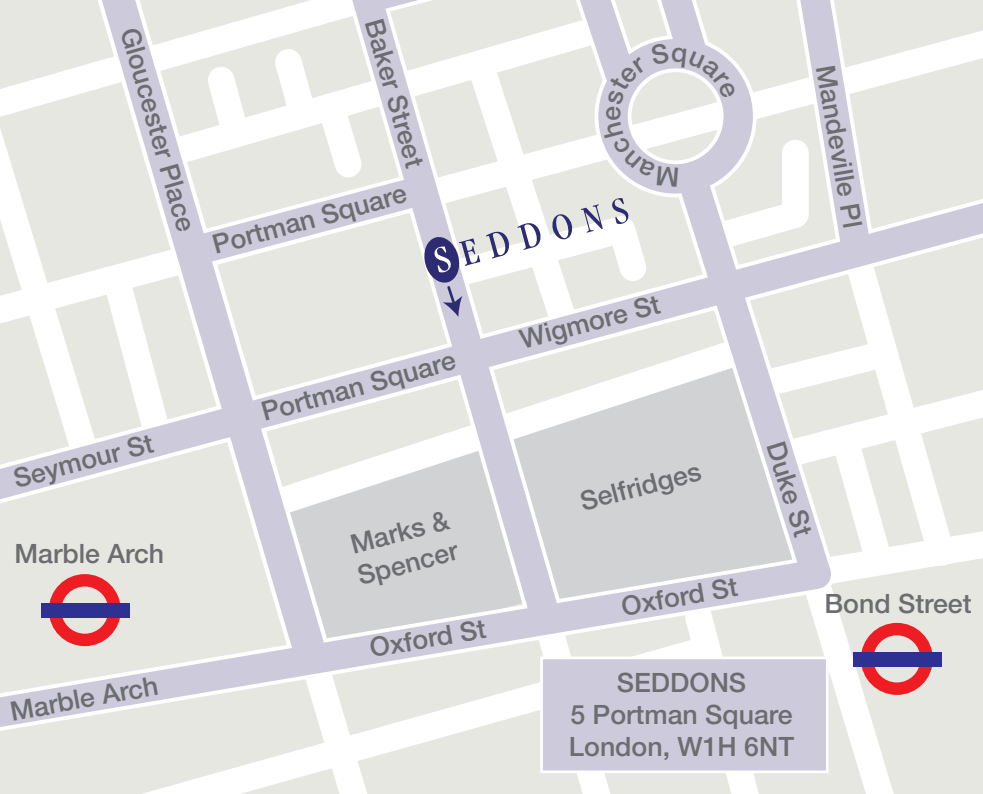 Gloucester Place
Baker Street
Manchester Square
Mandeville Pl
Portman Square
SEDDONS
Wigmore St
Portman Square
Seymour St
Duke St
Selfridges
Marks &
Spencer
Marble Arch
Bond Street
Oxford St
Oxford St
Marble Arch
SEDDONS
5 Portman Square
London, W1H 6NT